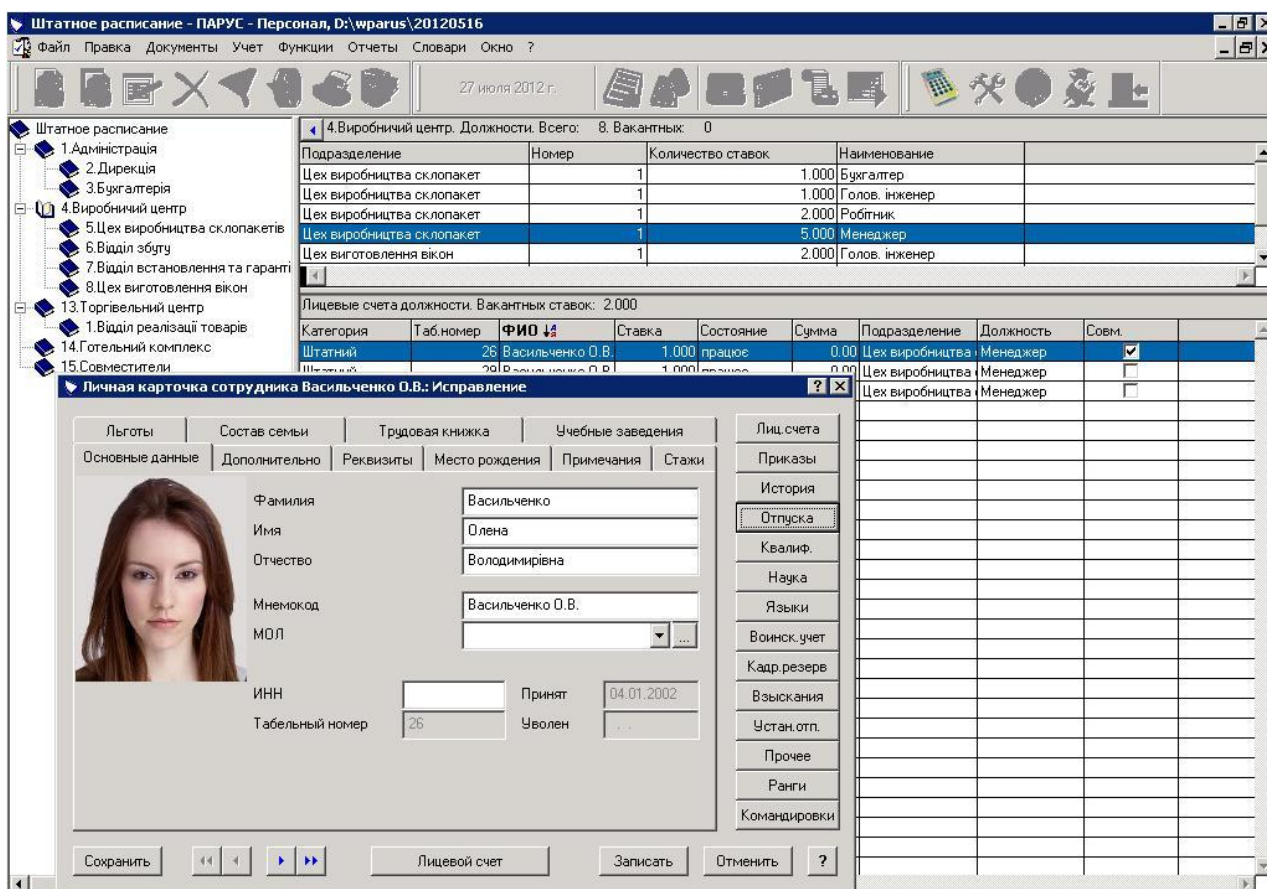 Штатное расписание - ПАРУС - Персонал, D:\wparus\20120516
Файл Правка Документы Учет Функции Отчеты Словари Окно ?
27 июля 2012 г.
Штатное расписание
1.Адміністрація
2.Дирекція
3.Бухгалтерія
4.Виробничий центр
5.Цех виробництва склопакетів
6.Відділ збуту
7.Відділ встановлення та гаранті
8.Цех виготовлення вікон
13.Торгівельний центр
1.Відділ реалізації товарів
14.Готельний комплекс
15.Совместители
4.Виробничий центр. Должности. Всего: 8. Вакантных: 0
Подразделение Номер Количество ставок Наименование
Цех виробництва склопакет 1 1.000 Бухгалтер
Цех виробництва склопакет 1 1.000 Голов. інженер
Цех виробництва склопакет 1 2.000 Робітник
Цех виробництва склопакет 1 5.000 Менеджер
Цех виготовлення вікон 1 2.000 Голов. інженер
Лицевые счета должности. Вакантных ставок: 2.000
Категория Таб.номер ФИО Ставка Состояние Сумма Подразделение Должность Совм.
Штатний 26 Васильченко О.В. 1.000 працює 0.00 Цех виробництва Менеджер
Цех виробництва Менеджер
Цех виробництва Менеджер
Личная карточка сотрудника Васильченко О.В.: Исправление
Льготы Состав семьи Трудовая книжка Учебные заведения
Основные данные Дополнительно Реквизиты Место рождения Примечания Стажи
Фамилия Васильченко
Имя Олена
Отчество Володимирівна
Мнемокод Васильченко О.В.
МОЛ ...
ИНН Принят 04.01.2002
Табельный номер 26 Уволен . .
Лиц.счета
Приказы
История
Отпуска
Квалиф.
Наука
Языки
Воинск.учет
Кадр.резерв
Взыскания
Устан.отп.
Прочее
Ранги
Командировки
Сохранить Лицевой счет Записать Отменить ?